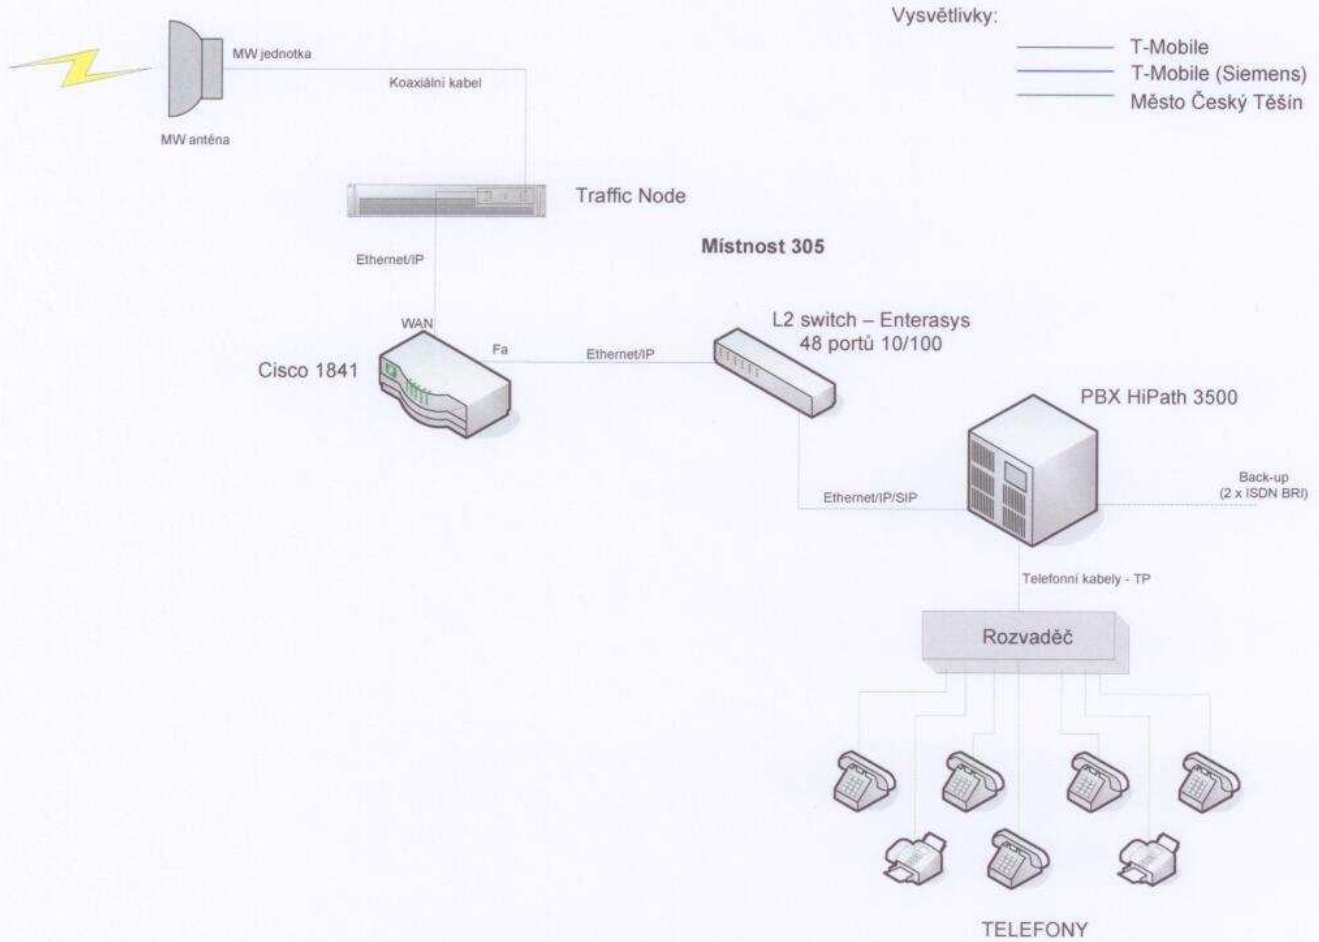 Vysvětlivky:
T-Mobile
T-Mobile (Siemens)
Město Český Těšín
MW jednotka
Koaxiální kabel
MW anténa
Traffic Node
Místnost 305
Ethernet/IP
WAN
L2 switch – Enterasys
48 portů 10/100
Cisco 1841
Fa
Ethernet/IP
PBX HiPath 3500
Back-up
(2 x ISDN BRI)
Ethernet/IP/SIP
Telefonní kabely - TP
Rozvaděč
TELEFONY